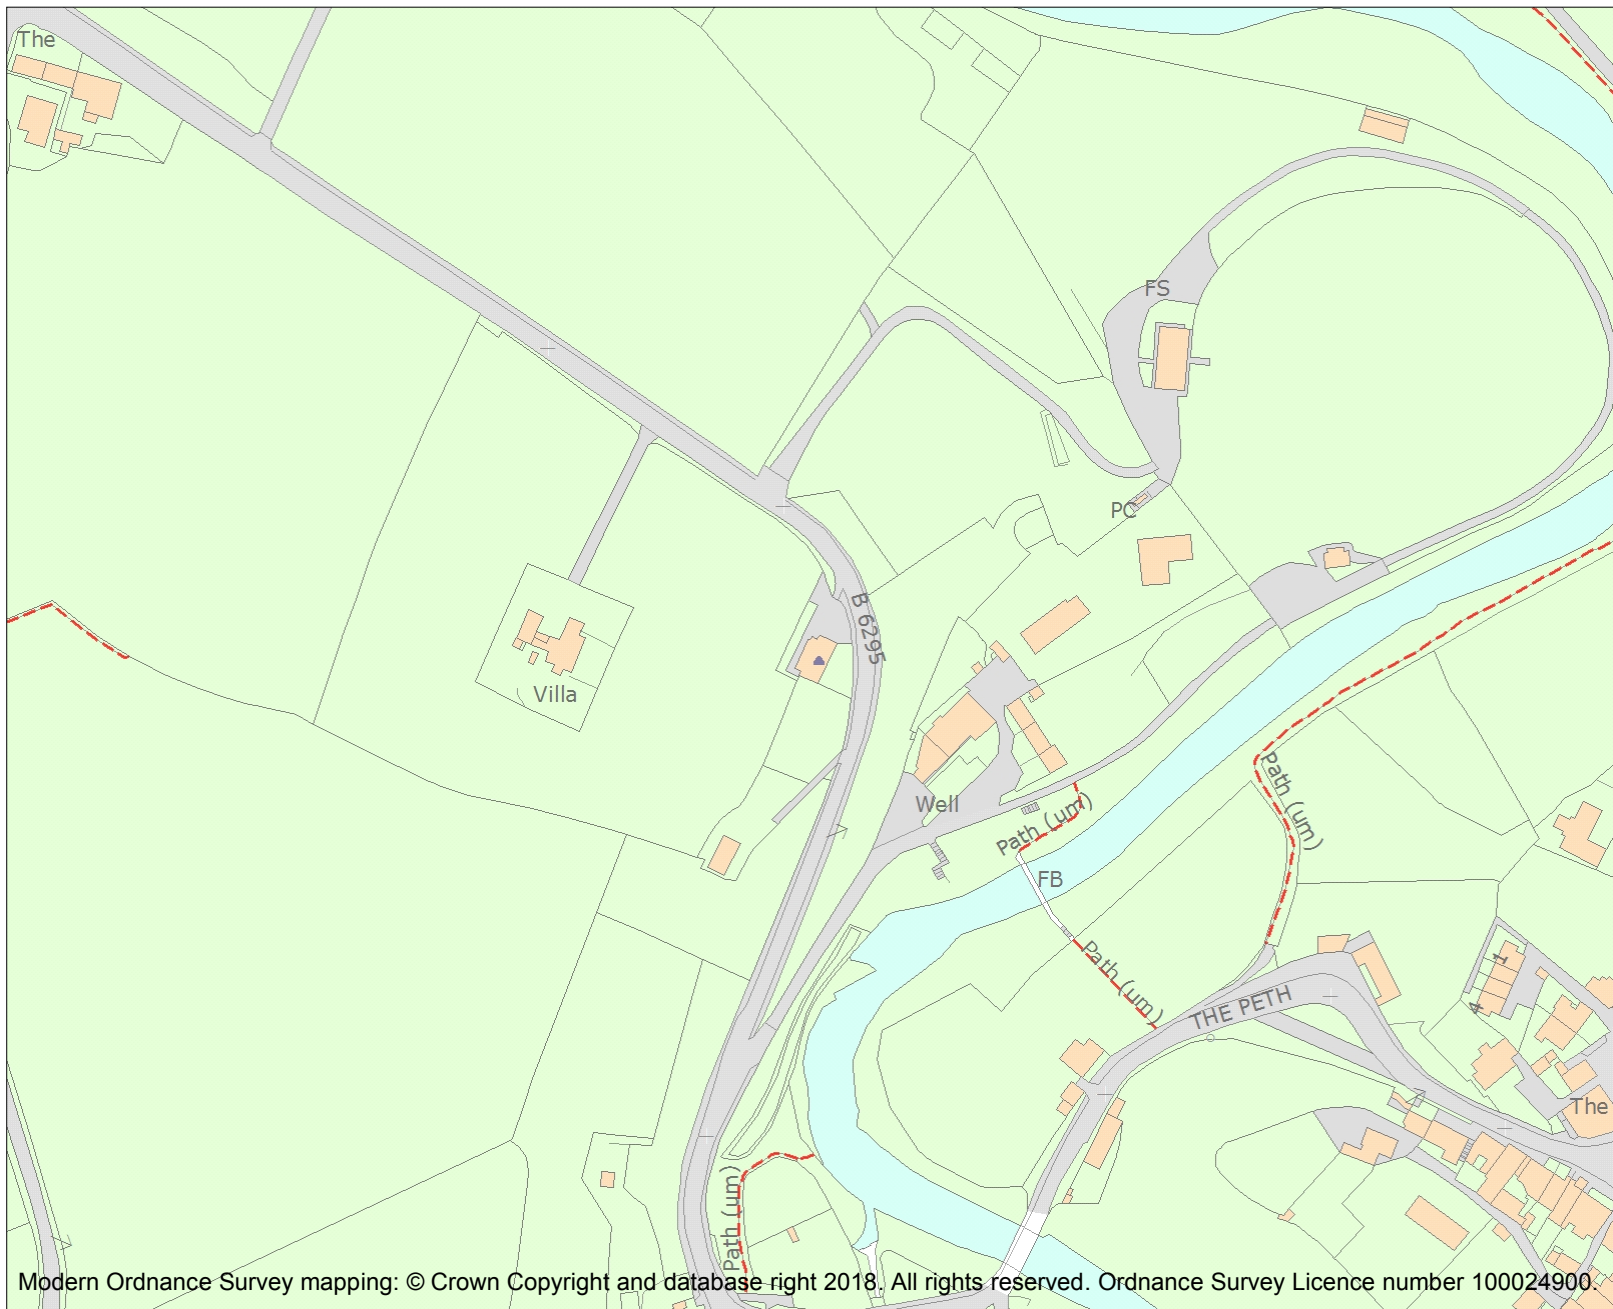 The
FS
PC
B 6295
Villa
Well
Path (um)
Path (um)
FB
Path (um)
THE PETH
1
4
The
Path (um)
Modern Ordnance Survey mapping: © Crown Copyright and database right 2018. All rights reserved. Ordnance Survey Licence number 100024900.